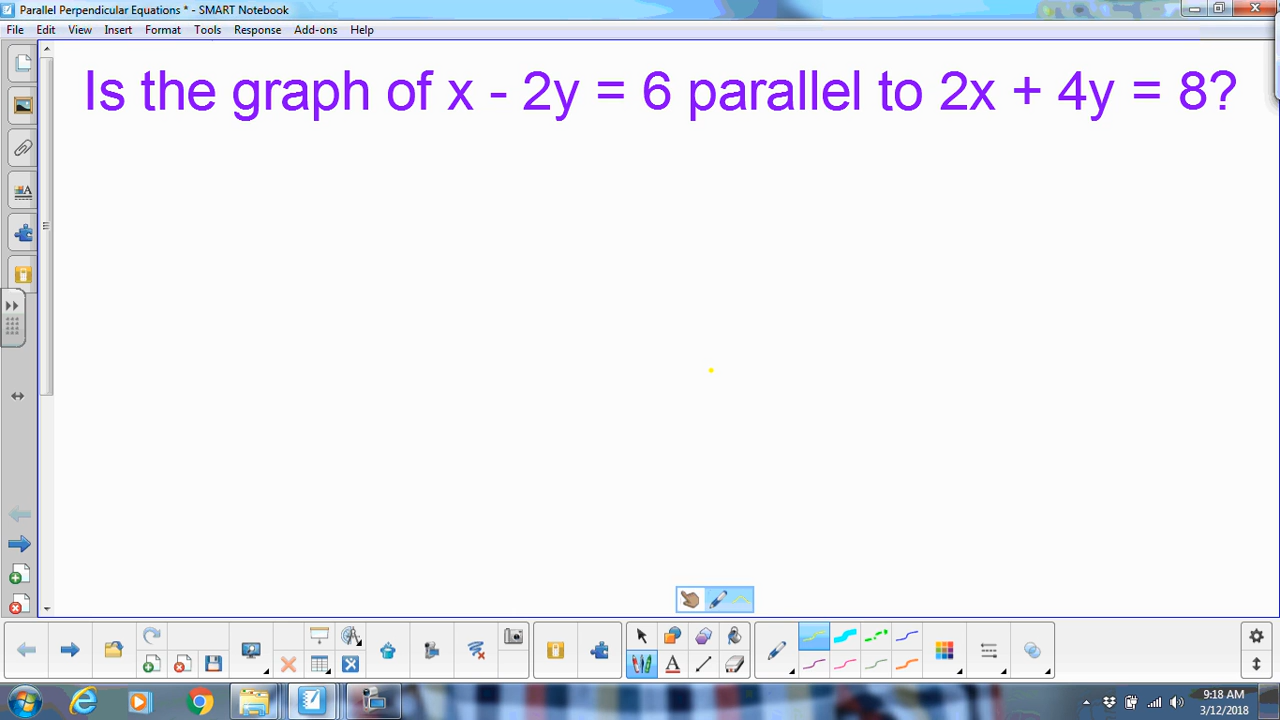 Parallel Perpendicular Equations * - SMART Notebook
File Edit View Insert Format Tools Response Add-ons Help
Is the graph of x - 2y = 6 parallel to 2x + 4y = 8?
9:18 AM
3/12/2018